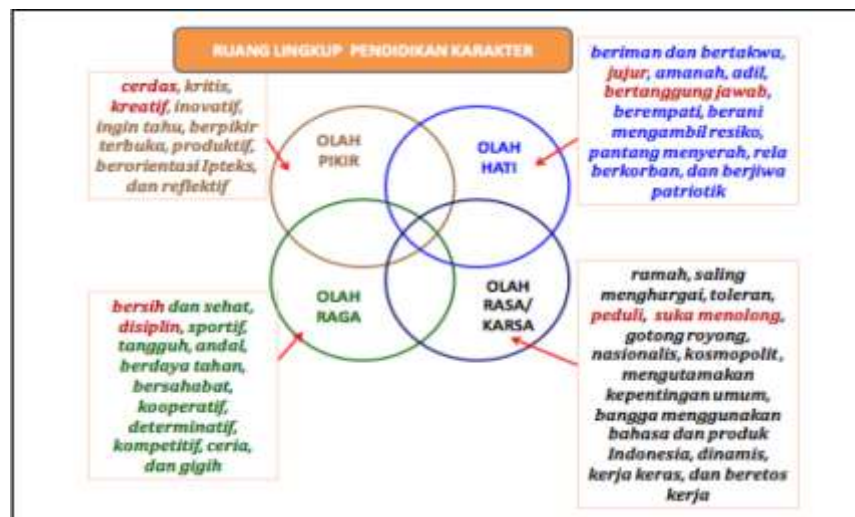 RUANG LINGKUP PENDIDIKAN KARAKTER
cerdas, kritis,
kreatif, inovatif,
ingin tahu, berpikir
terbuka, produktif,
berorientasi Ipteks,
dan reflektif
OLAH
PIKIR
OLAH
HATI
beriman dan bertakwa,
jujur, amanah, adil,
bertanggung jawab,
berempati, berani
mengambil resiko,
pantang menyerah, rela
berkorban, dan berjiwa
patriotik
bersih dan sehat,
disiplin, sportif,
tangguh, andal,
berdaya tahan,
bersahabat,
kooperatif,
determinatif,
kompetitif, ceria,
dan gigih
OLAH
RAGA
OLAH
RASA/
KARSA
ramah, saling
menghargai, toleran,
peduli, suka menolong,
gotong royong,
nasionalis, kosmopolit,
mengutamakan
kepentingan umum,
bangga menggunakan
bahasa dan produk
Indonesia, dinamis,
kerja keras, dan beretos
kerja